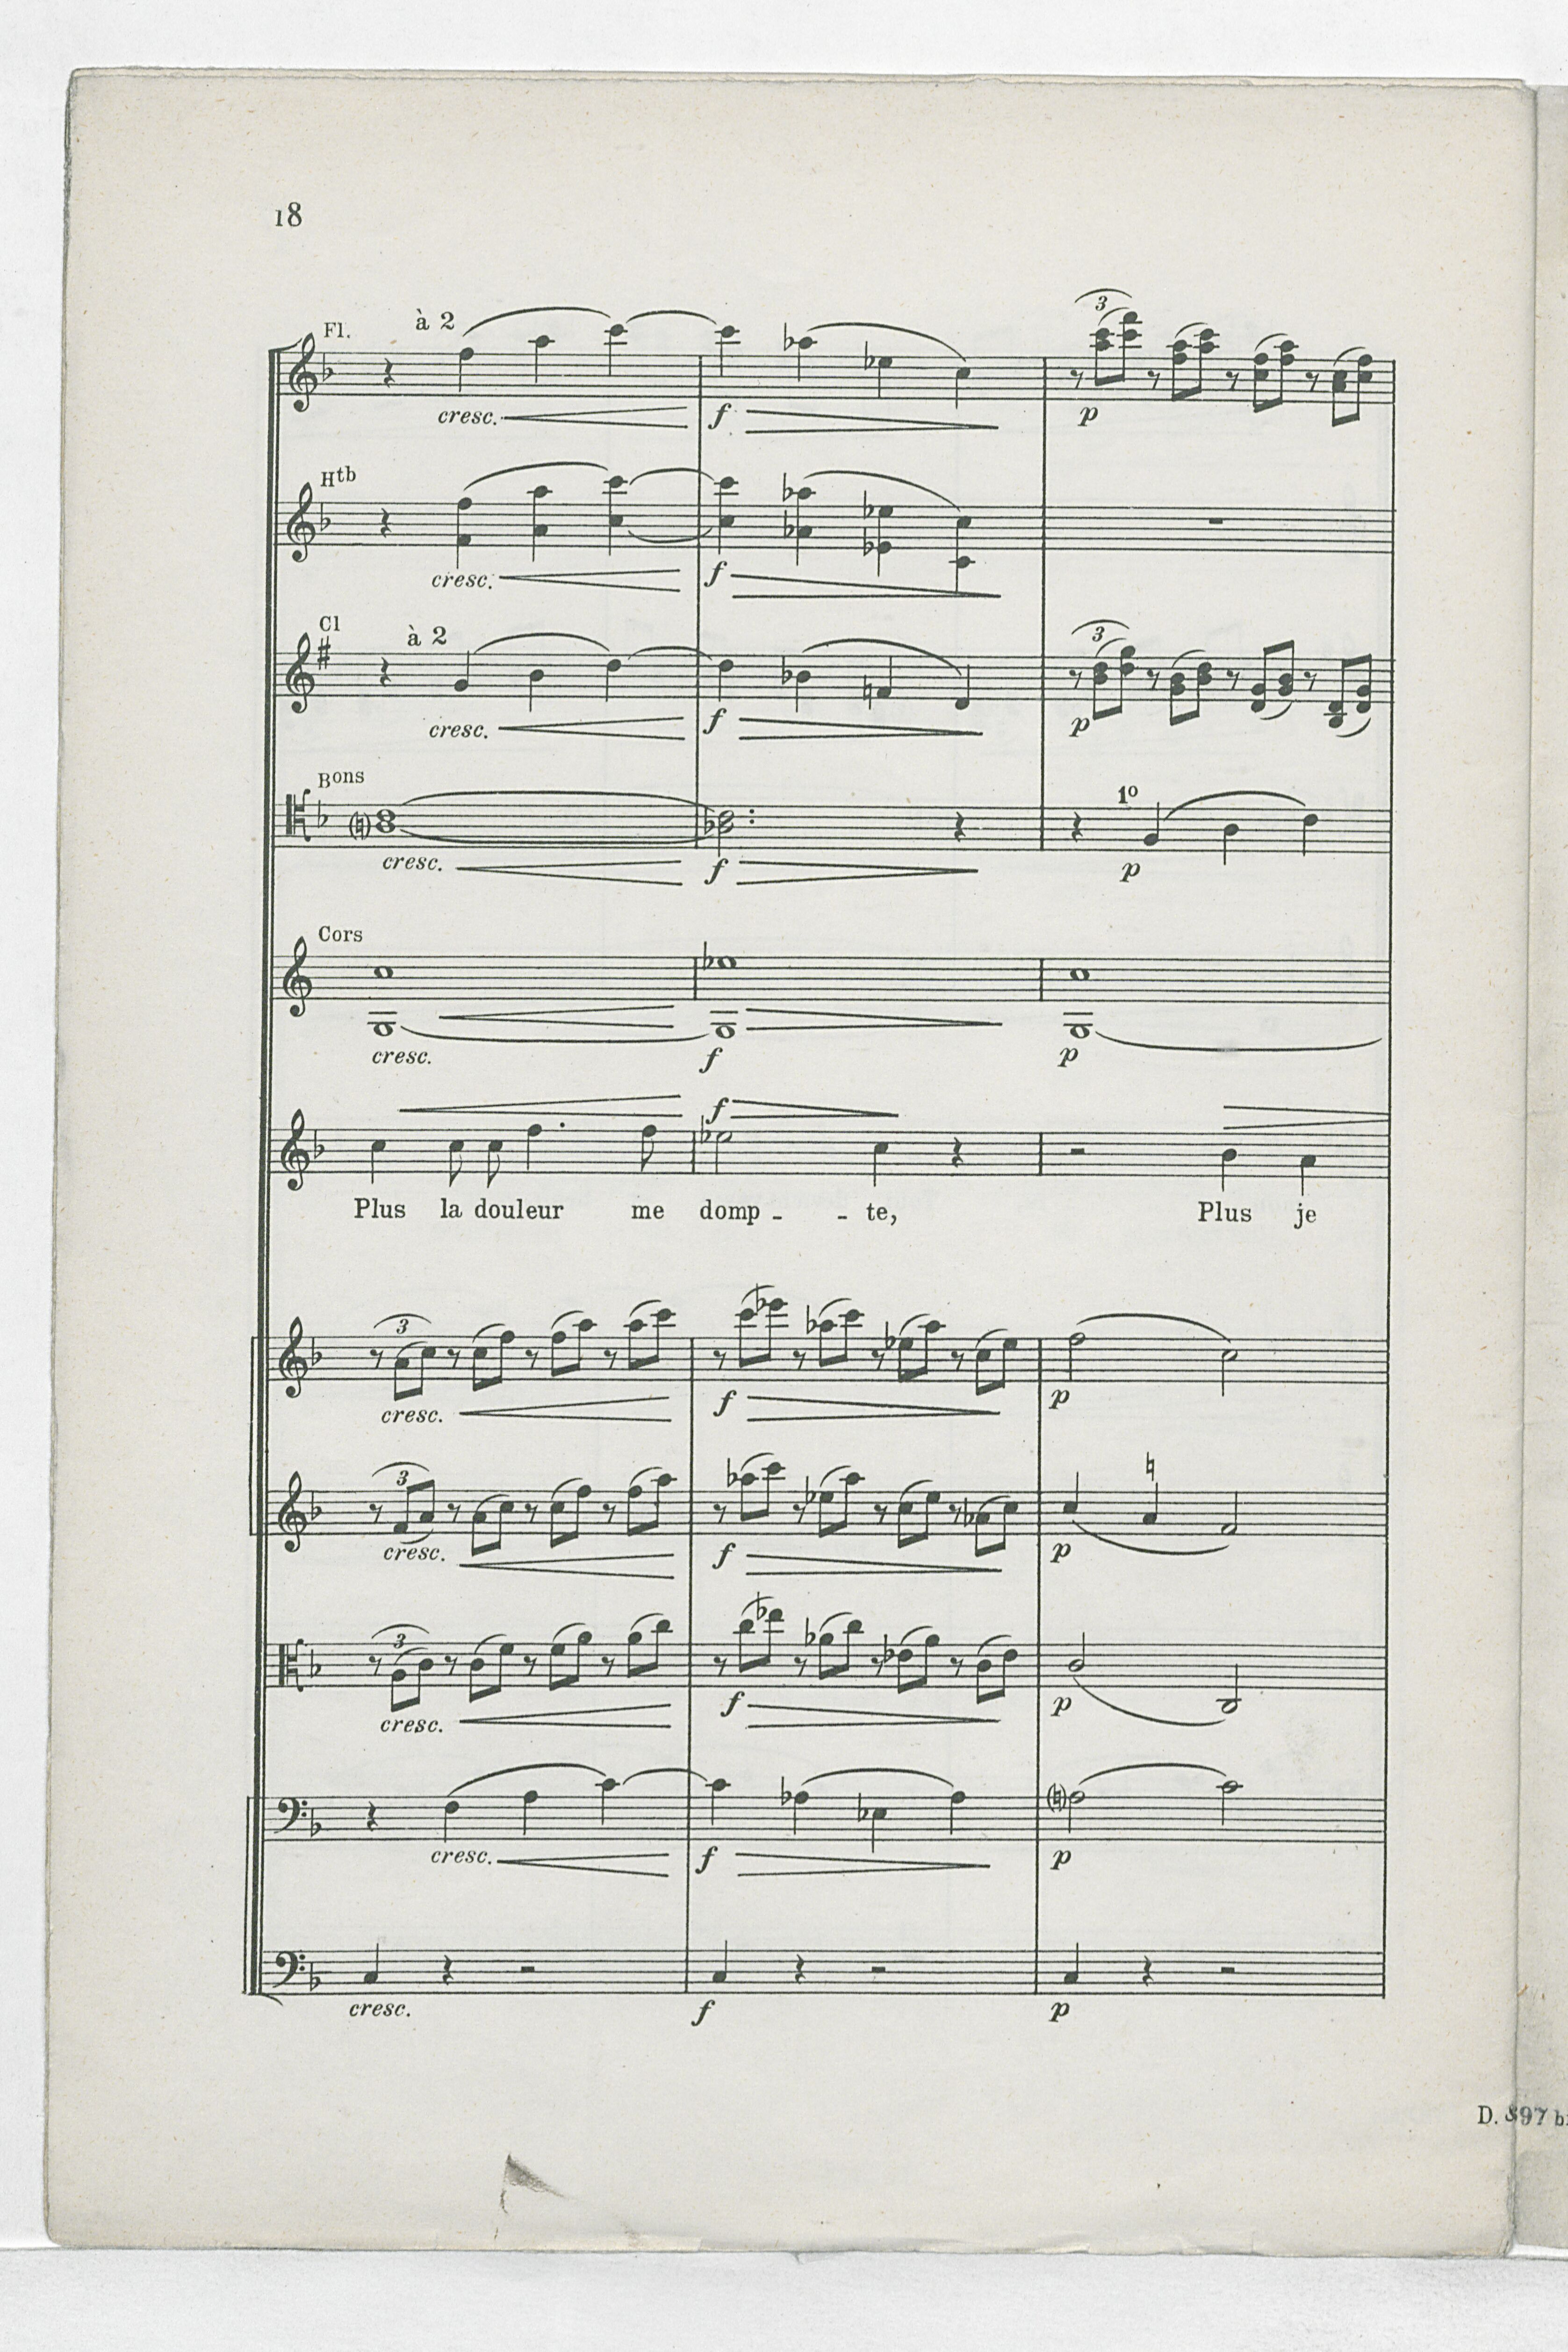 18
Fl.
à 2
3
cresc.
f
p
Htb
cresc.
f
Cl
à 2
3
cresc.
f
p
Bons
1o
cresc.
f
p
Cors
cresc.
f
p
f
Plus la douleur me domp - - te, Plus je
3
cresc.
f
p
3
cresc.
f
p
3
cresc.
f
p
cresc.
f
p
cresc.
f
p
D. 897